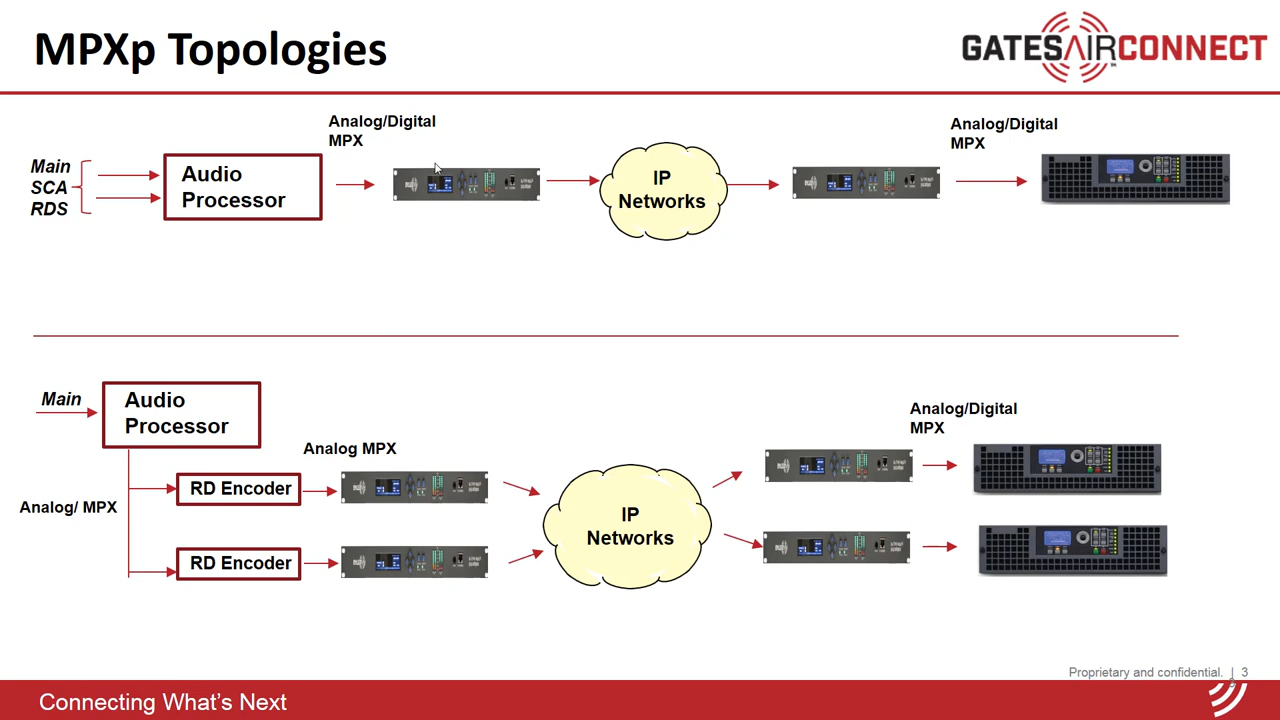 MPXp Topologies
GATESAIRCONNECT
Analog/Digital
MPX
Main
SCA
RDS
Audio
Processor
IP
Networks
Analog/Digital
MPX
Main
Audio
Processor
Analog MPX
RD Encoder
Analog/ MPX
RD Encoder
IP
Networks
Analog/Digital
MPX
Proprietary and confidential. | 3
Connecting What's Next